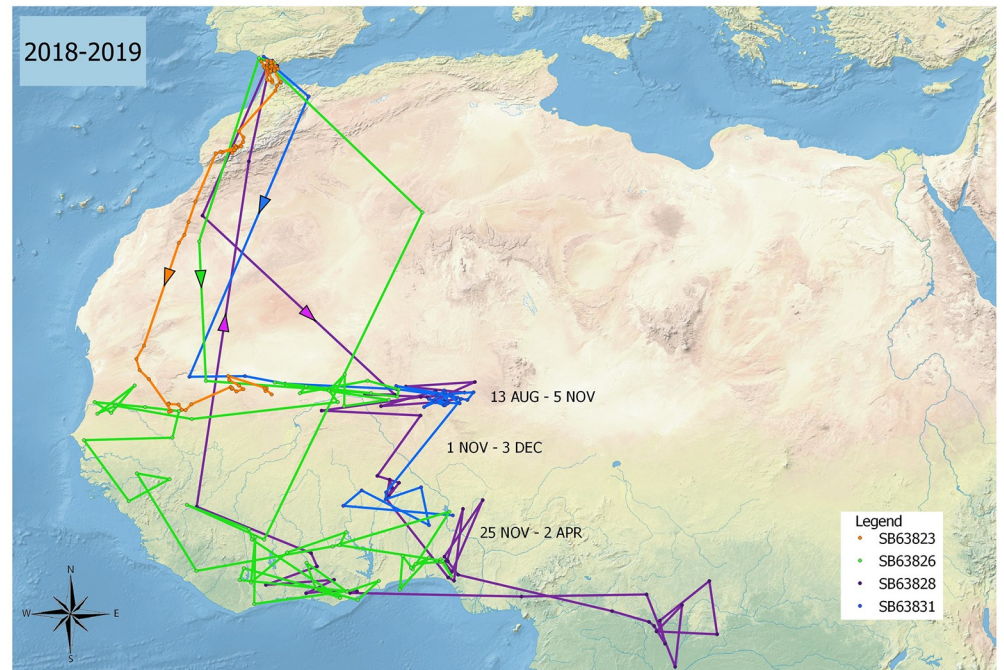 2018-2019
13 AUG - 5 NOV
1 NOV - 3 DEC
25 NOV - 2 APR
Legend
SB63823
SB63826
SB63828
SB63831
N
W E
S